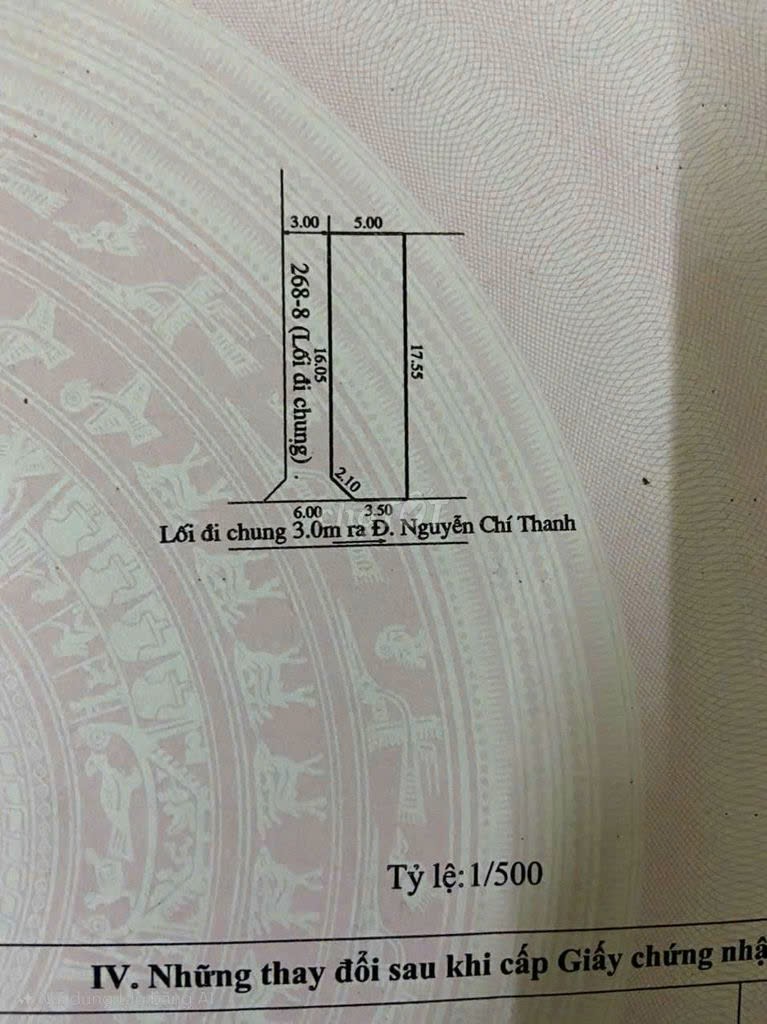 3.00 5.00
268-8 (Lối đi chung)
16.05
17.55
2.10
6.00 3.50
Lối đi chung 3.0m ra Đ. Nguyễn Chí Thanh
Tỷ lệ: 1/500
IV. Những thay đổi sau khi cấp Giấy chứng nhậ